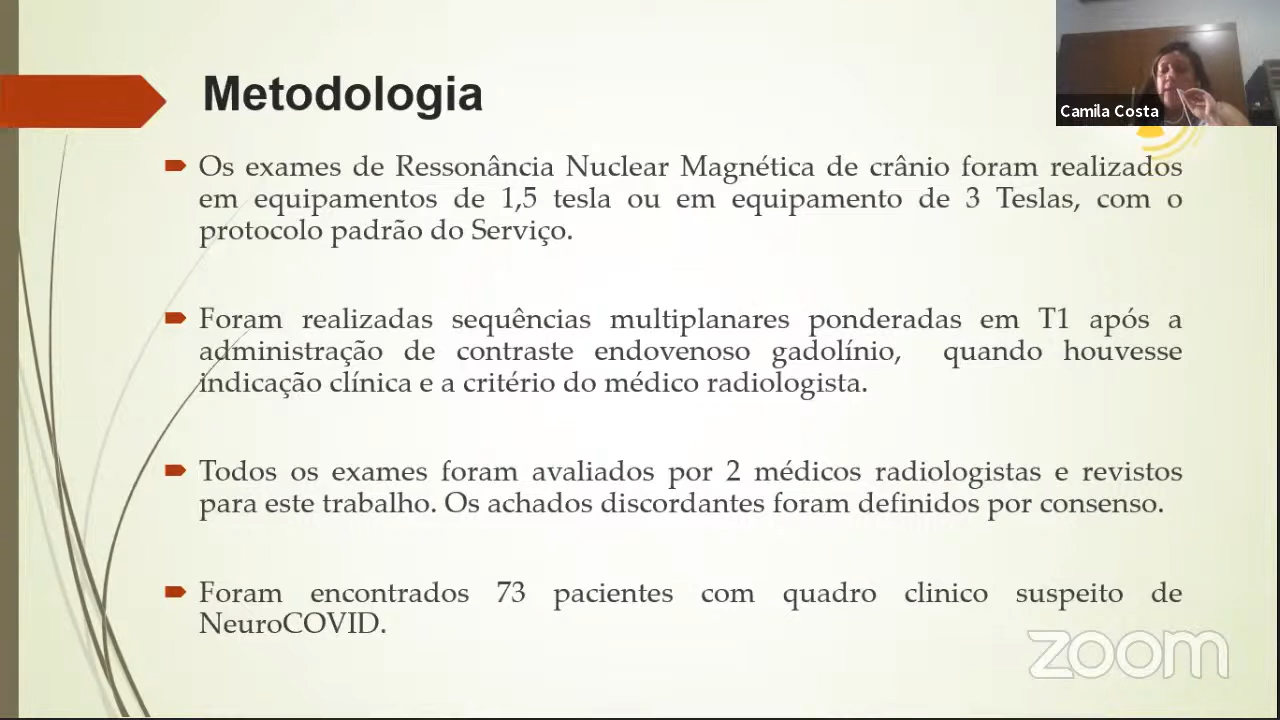 Metodologia
Camila Costa
Os exames de Ressonância Nuclear Magnética de crânio foram realizados
em equipamentos de 1,5 tesla ou em equipamento de 3 Teslas, com o
protocolo padrão do Serviço.
Foram realizadas sequências multiplanares ponderadas em T1 após a
administração de contraste endovenoso gadolínio, quando houvesse
indicação clínica e a critério do médico radiologista.
Todos os exames foram avaliados por 2 médicos radiologistas e revistos
para este trabalho. Os achados discordantes foram definidos por consenso.
Foram encontrados 73 pacientes com quadro clinico suspeito de
NeuroCOVID.
zoom